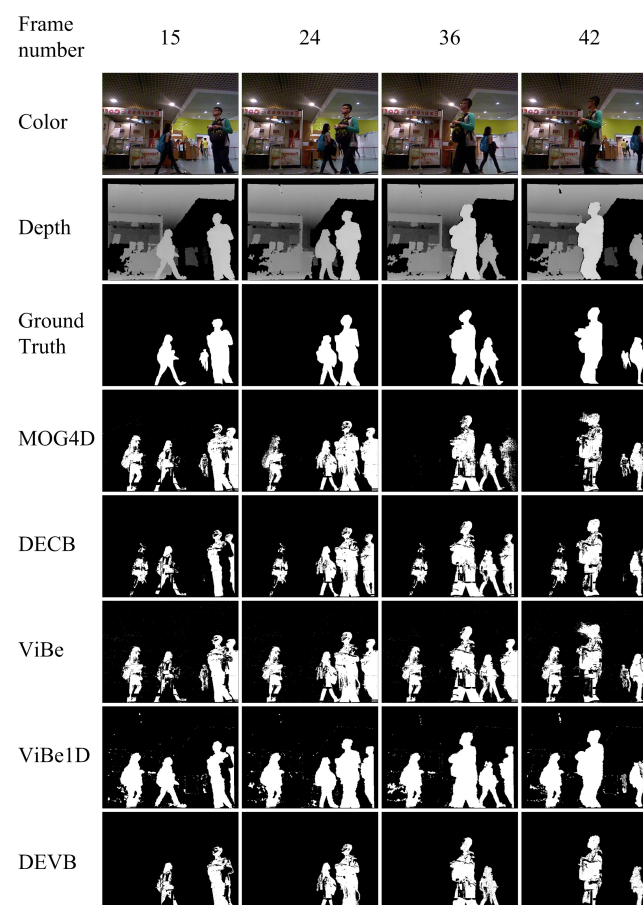 Frame
number
15 24 36 42
Color
Depth
Ground
Truth
MOG4D
DECB
ViBe
ViBe1D
DEVB